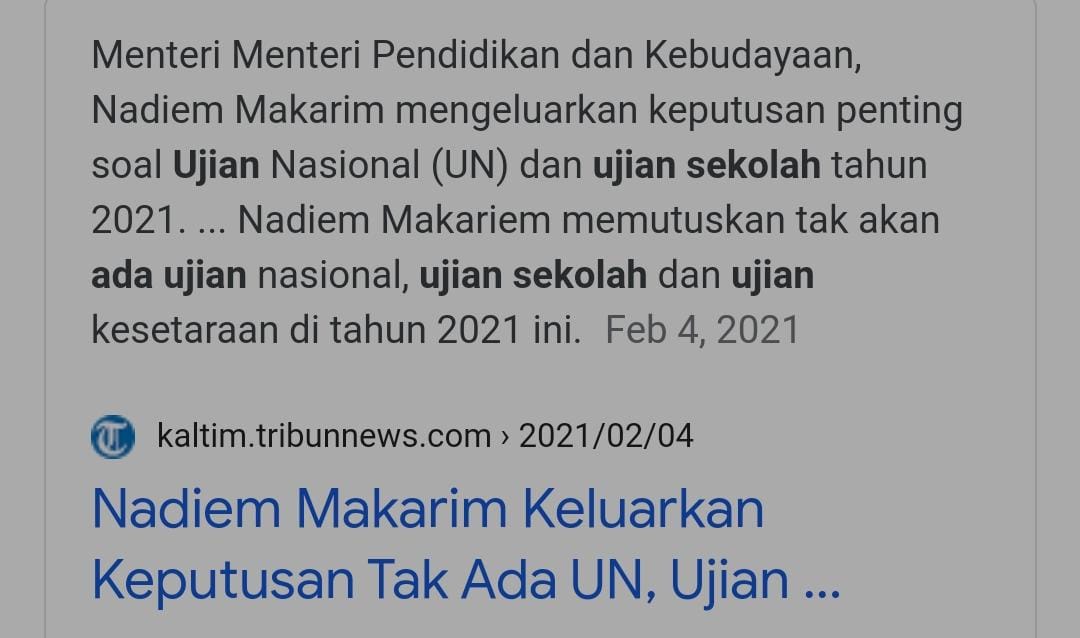 Menteri Menteri Pendidikan dan Kebudayaan,
Nadiem Makarim mengeluarkan keputusan penting
soal Ujian Nasional (UN) dan ujian sekolah tahun
2021. ... Nadiem Makariem memutuskan tak akan
ada ujian nasional, ujian sekolah dan ujian
kesetaraan di tahun 2021 ini. Feb 4, 2021
kaltim.tribunnews.com › 2021/02/04
Nadiem Makarim Keluarkan
Keputusan Tak Ada UN, Ujian ...